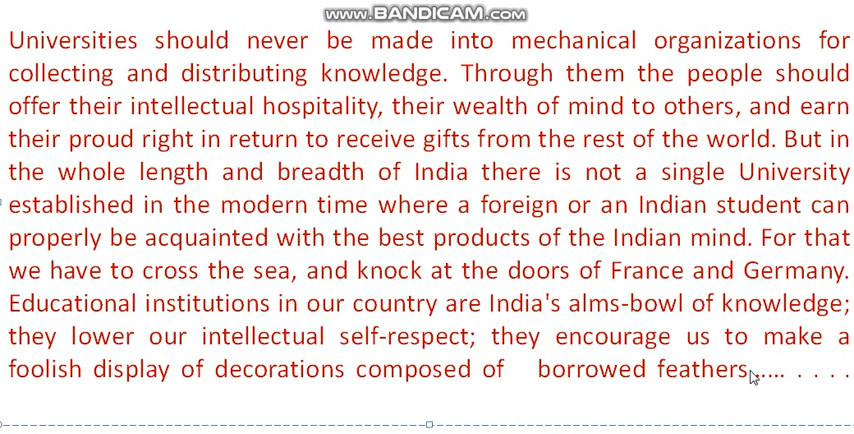 www.BANDICAM.com
Universities should never be made into mechanical organizations for
collecting and distributing knowledge. Through them the people should
offer their intellectual hospitality, their wealth of mind to others, and earn
their proud right in return to receive gifts from the rest of the world. But in
the whole length and breadth of India there is not a single University
established in the modern time where a foreign or an Indian student can
properly be acquainted with the best products of the Indian mind. For that
we have to cross the sea, and knock at the doors of France and Germany.
Educational institutions in our country are India's alms-bowl of knowledge;
they lower our intellectual self-respect; they encourage us to make a
foolish display of decorations composed of borrowed feathers..... . . . .